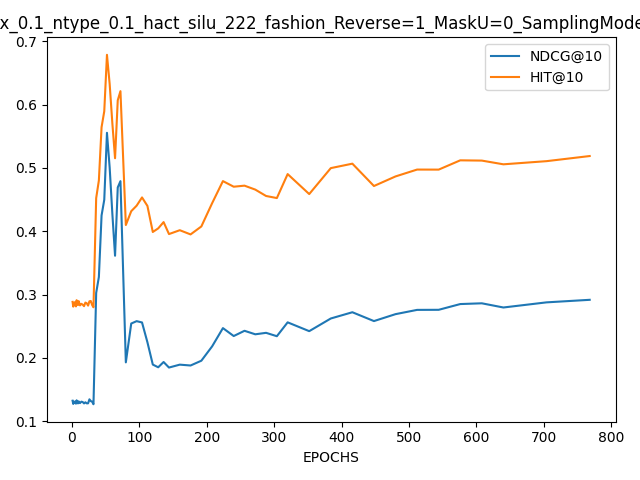 x_0.1_ntype_0.1_hact_silu_222_fashion_Reverse=1_MaskU=0_SamplingMode
NDCG@10
HIT@10
0.7
0.6
0.5
0.4
0.3
0.2
0.1
0 100 200 300 400 500 600 700 800
EPOCHS